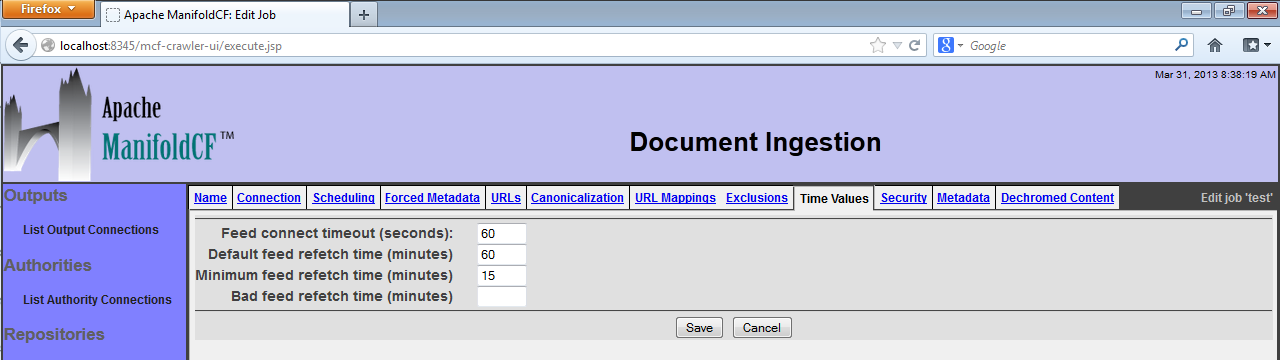 Firefox
Apache ManifoldCF: Edit Job
localhost:8345/mcf-crawler-ui/execute.jsp
Google
Mar 31, 2013 8:38:19 AM
Apache
ManifoldCF™
Document Ingestion
Outputs
List Output Connections
Authorities
List Authority Connections
Repositories
Name Connection Scheduling Forced Metadata URLs Canonicalization URL Mappings Exclusions Time Values Security Metadata Dechromed Content Edit job 'test'
Feed connect timeout (seconds): 60
Default feed refetch time (minutes) 60
Minimum feed refetch time (minutes) 15
Bad feed refetch time (minutes)
Save Cancel